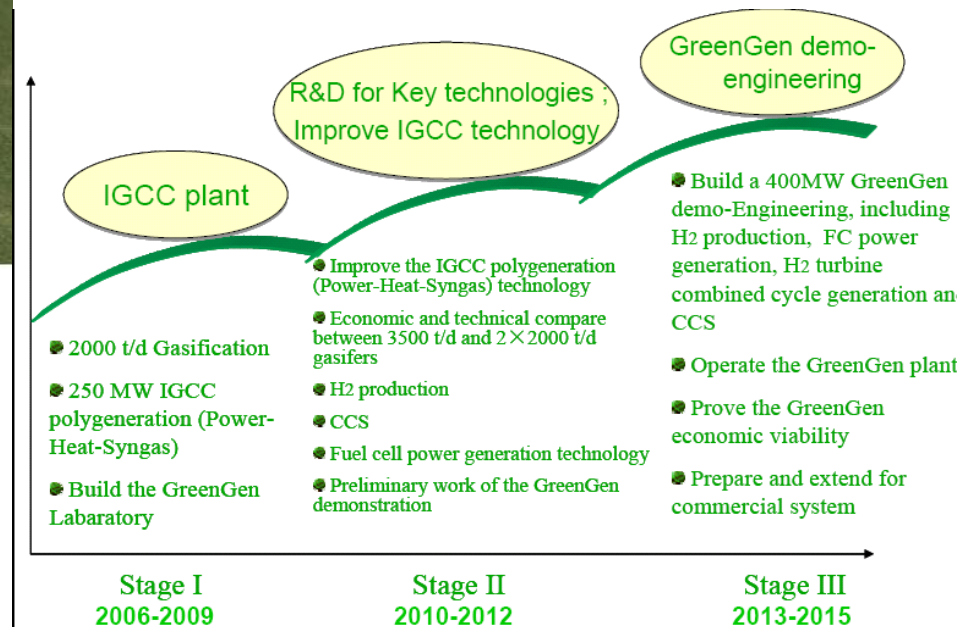 GreenGen demo-
engineering
R&D for Key technologies ;
Improve IGCC technology
IGCC plant
2000 t/d Gasification
250 MW IGCC
polygeneration (Power-
Heat-Syngas)
Build the GreenGen
Labaratory
Improve the IGCC polygeneration
(Power-Heat-Syngas) technology
Economic and technical compare
between 3500 t/d and 2×2000 t/d
gasifers
H2 production
CCS
Fuel cell power generation technology
Preliminary work of the GreenGen
demonstration
Build a 400MW GreenGen
demo-Engineering, including
H2 production, FC power
generation, H2 turbine
combined cycle generation an
CCS
Operate the GreenGen plant
Prove the GreenGen
economic viability
Prepare and extend for
commercial system
Stage I
2006-2009
Stage II
2010-2012
Stage III
2013-2015